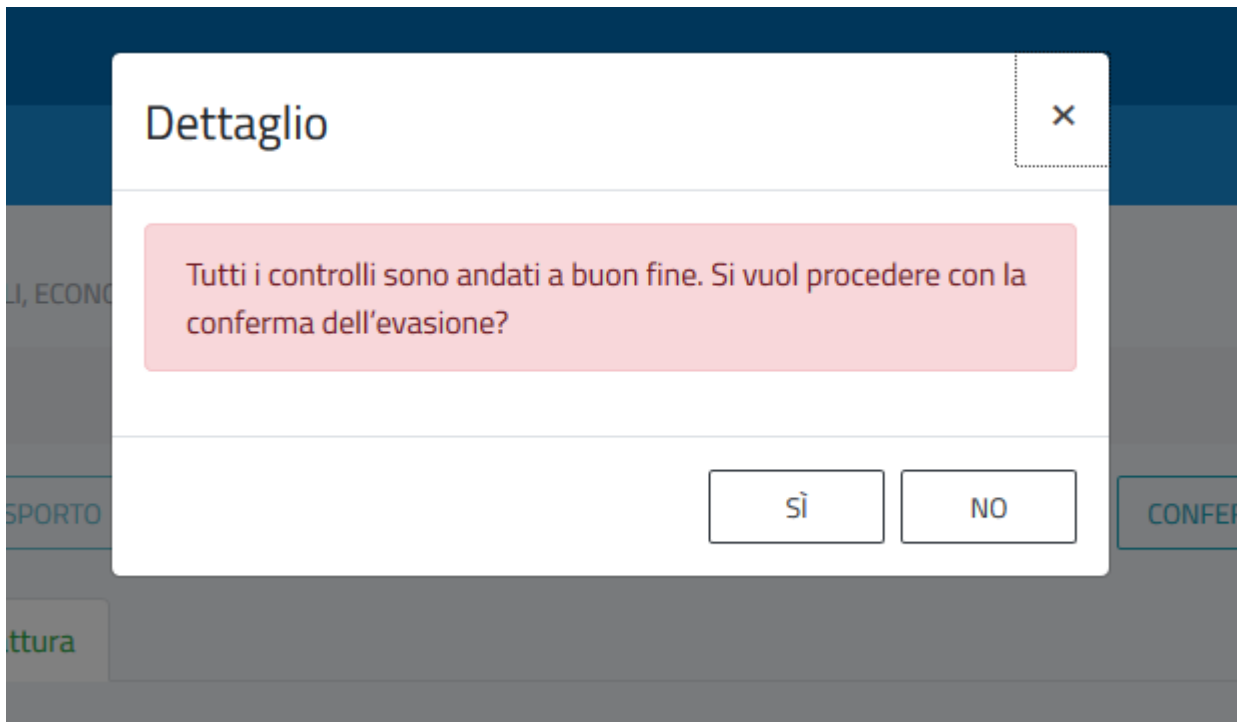 Dettaglio
×
Tutti i controlli sono andati a buon fine. Si vuol procedere con la
LI, ECONO
conferma dell'evasione?
SPORTO
SÌ
NO
CONFER
ttura